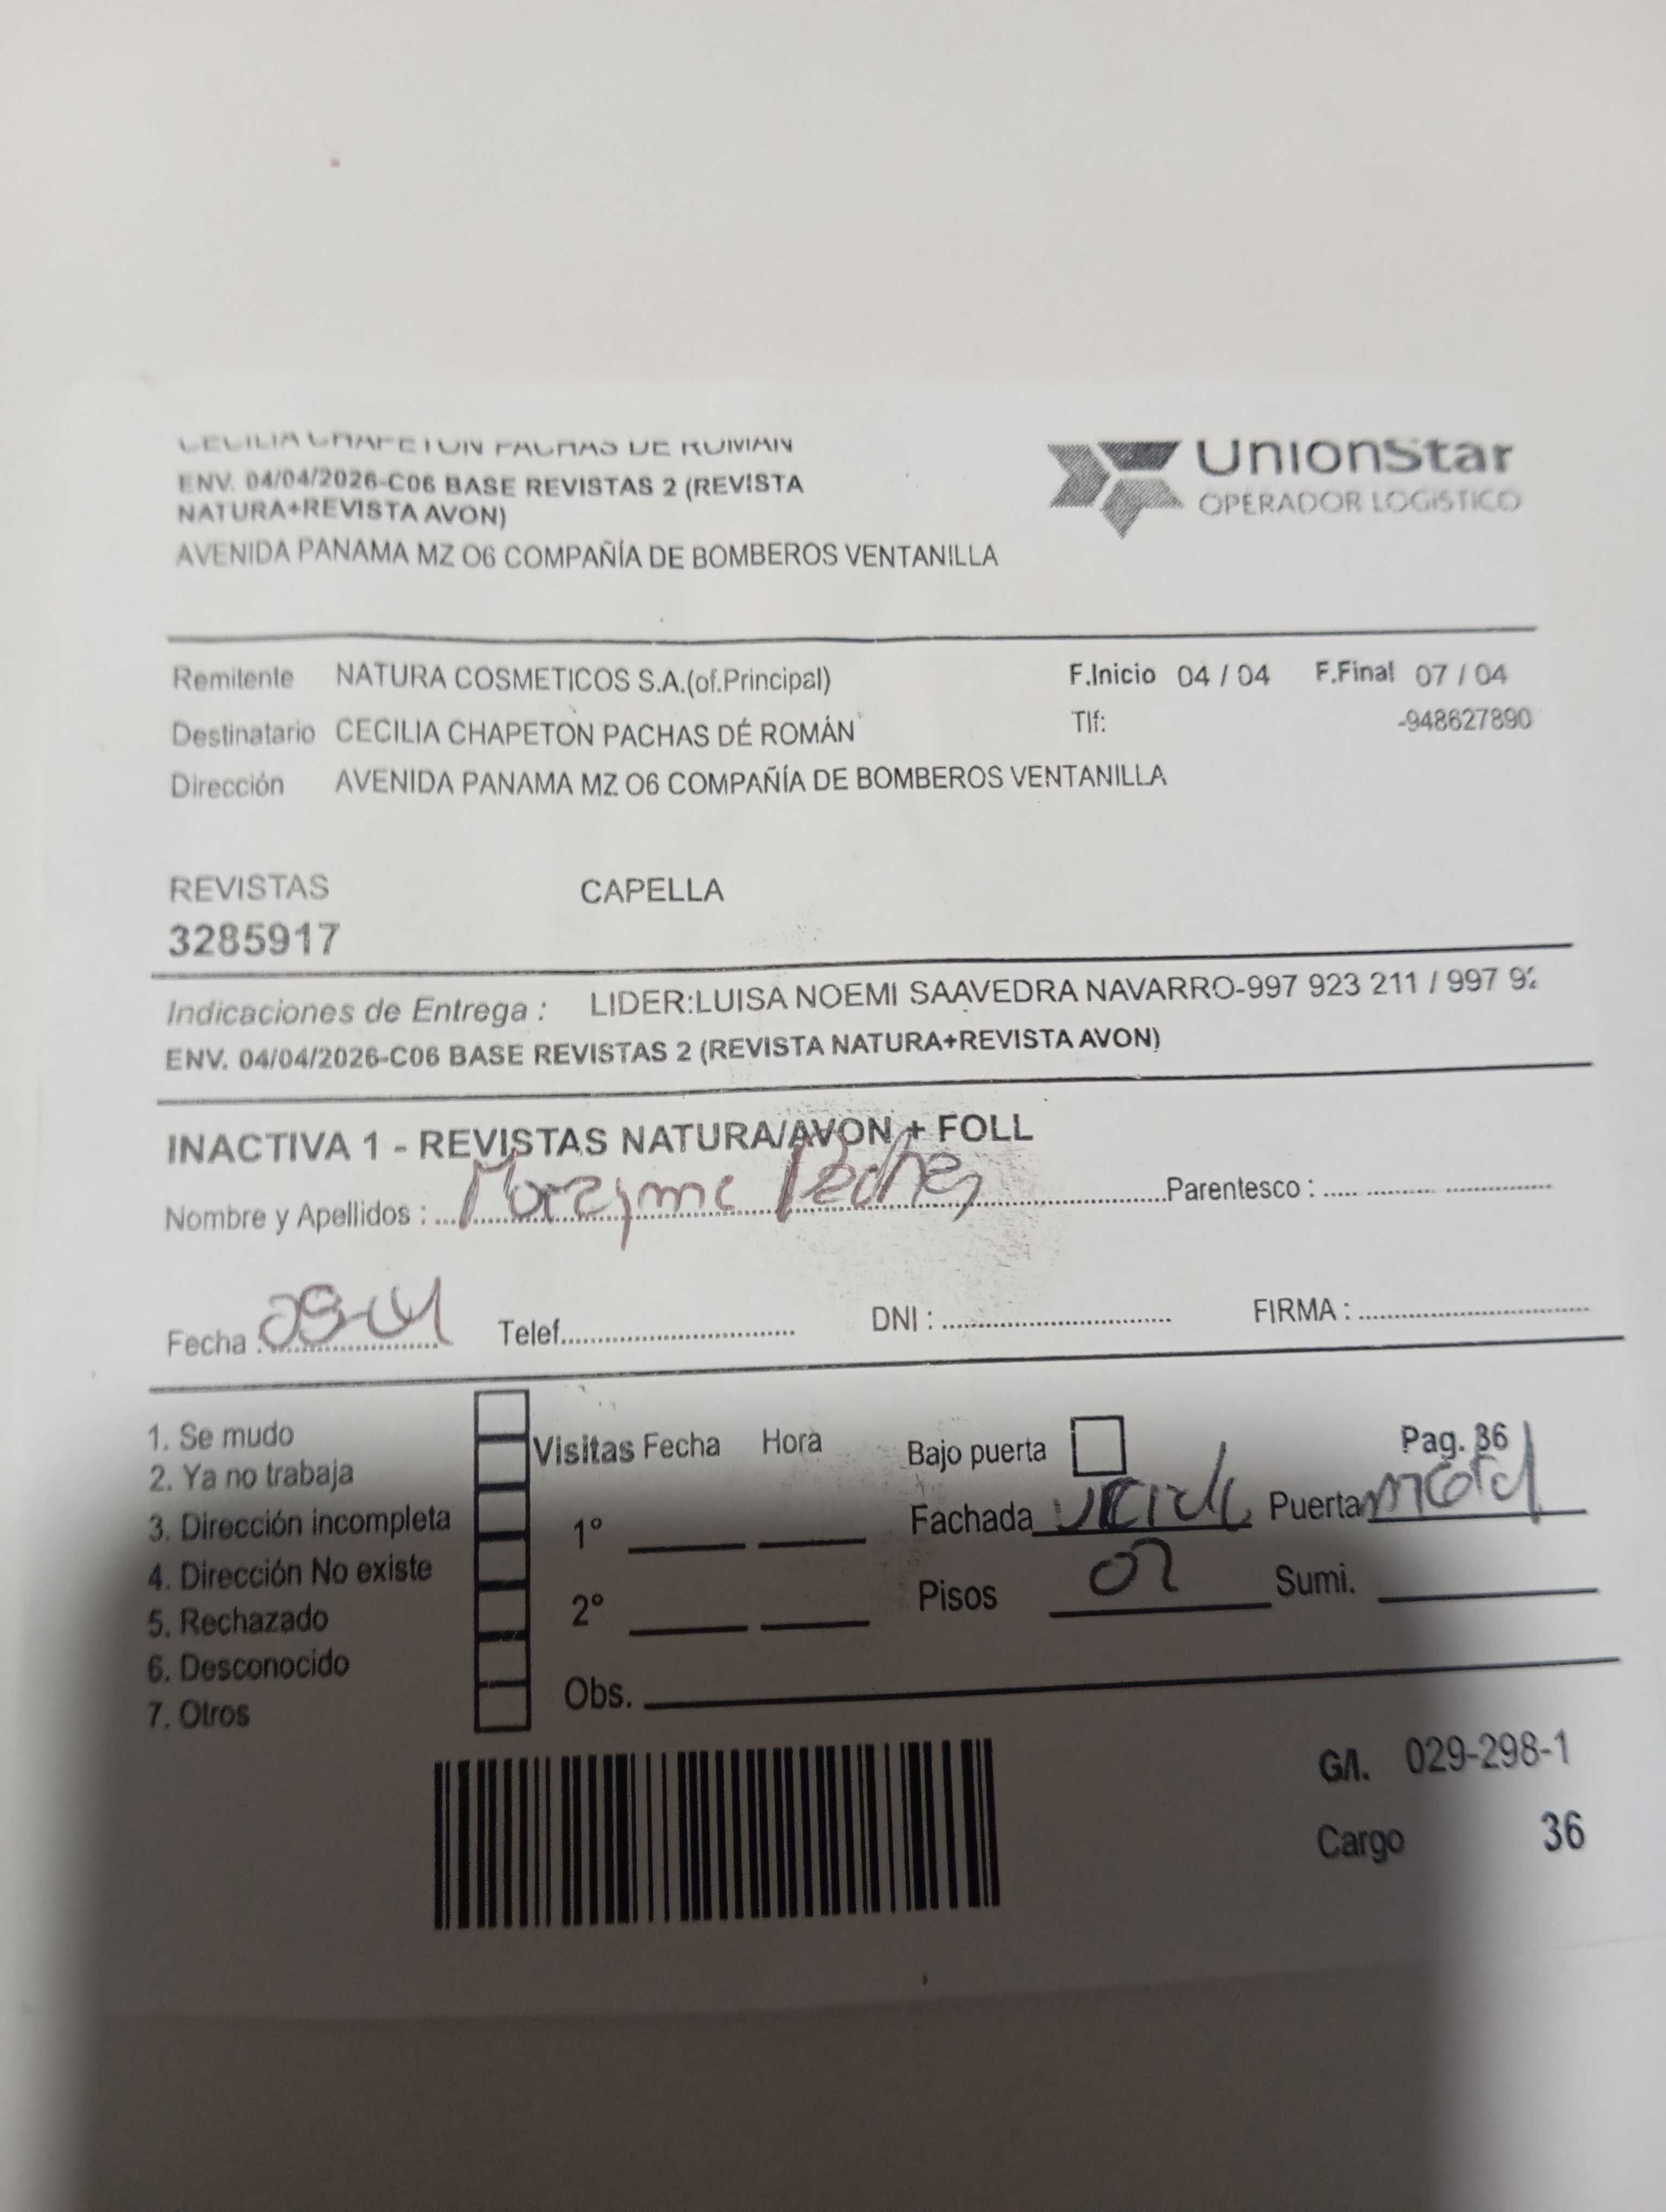 CECILIA CHAPETON PACHAS DE ROMÁN
ENV. 04/04/2026-C06 BASE REVISTAS 2 (REVISTA
NATURA+REVISTA AVON)
AVENIDA PANAMA MZ O6 COMPAÑÍA DE BOMBEROS VENTANILLA
UnionStar
OPERADOR LOGISTICO
Remitente NATURA COSMETICOS S.A.(of.Principal) F.Inicio 04 / 04 F.Final 07 / 04
Destinatario CECILIA CHAPETON PACHAS DÉ ROMÁN Tlf: -948627890
Dirección AVENIDA PANAMA MZ O6 COMPAÑÍA DE BOMBEROS VENTANILLA
REVISTAS CAPELLA
3285917
Indicaciones de Entrega : LIDER:LUISA NOEMI SAAVEDRA NAVARRO-997 923 211 / 997 92
ENV. 04/04/2026-C06 BASE REVISTAS 2 (REVISTA NATURA+REVISTA AVON)
INACTIVA 1 - REVISTAS NATURA/AVON + FOLL
Nombre y Apellidos : Parentesco :
Fecha : Telef. DNI : FIRMA :
1. Se mudo
2. Ya no trabaja
3. Dirección incompleta
4. Dirección No existe
5. Rechazado
6. Desconocido
7. Otros
Visitas Fecha Hora
1°
2°
Obs.
Bajo puerta Pag. 36
Fachada Puerta
Pisos 02 Sumi.
G/I. 029-298-1
Cargo 36